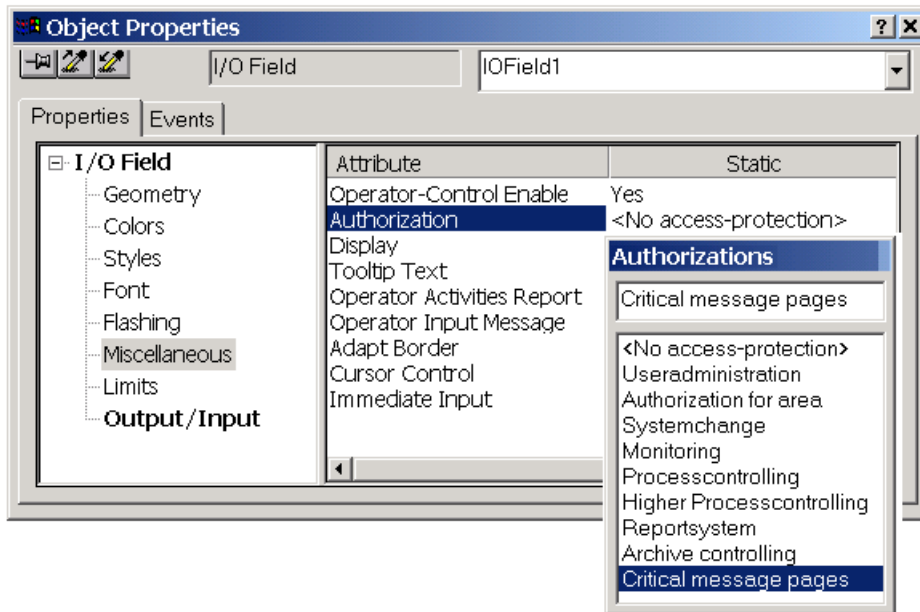 Object Properties
I/O Field
IOField1
Properties
Events
I/O Field
Geometry
Colors
Styles
Font
Flashing
Miscellaneous
Limits
Output/Input
Attribute
Static
Operator-Control Enable
Yes
Authorization
<No access-protection>
Display
Tooltip Text
Operator Activities Report
Operator Input Message
Adapt Border
Cursor Control
Immediate Input
Authorizations
Critical message pages
<No access-protection>
Useradministration
Authorization for area
Systemchange
Monitoring
Processcontrolling
Higher Processcontrolling
Reportsystem
Archive controlling
Critical message pages